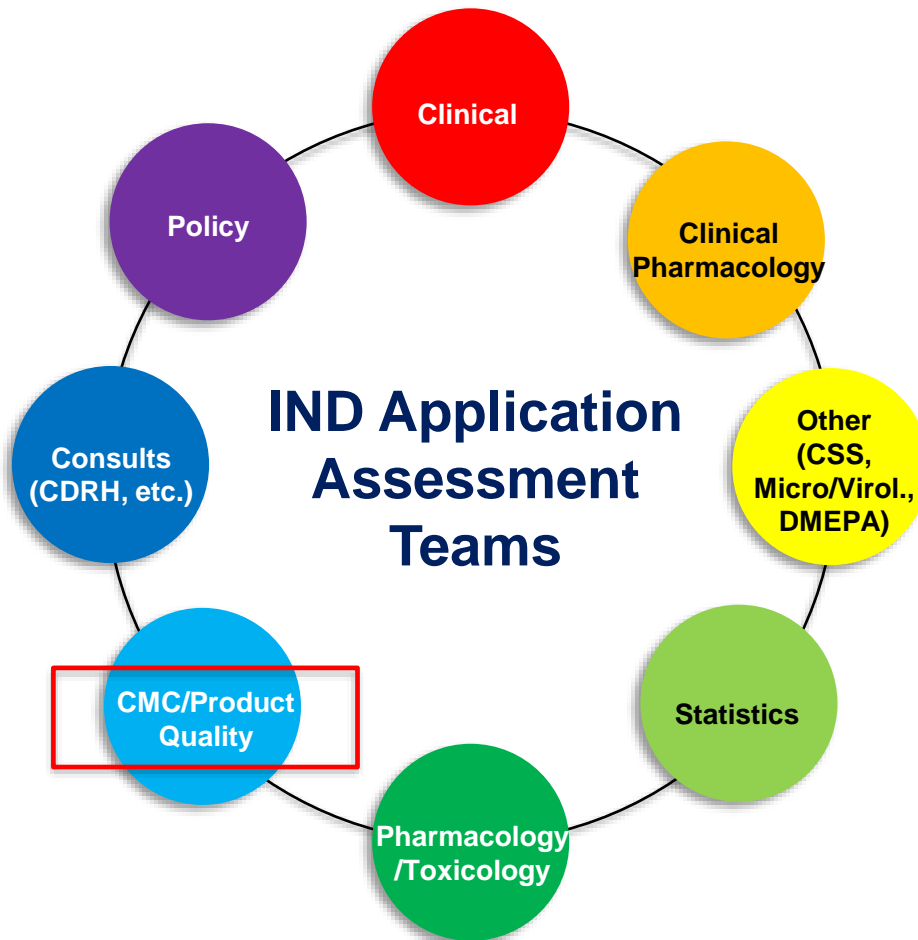 Clinical
Policy
Clinical
Pharmacology
IND Application
Assessment
Teams
Consults
(CDRH, etc.)
Other
(CSS,
Micro/Virol.,
DMEPA)
CMC/Product
Quality
Statistics
Pharmacology
/Toxicology